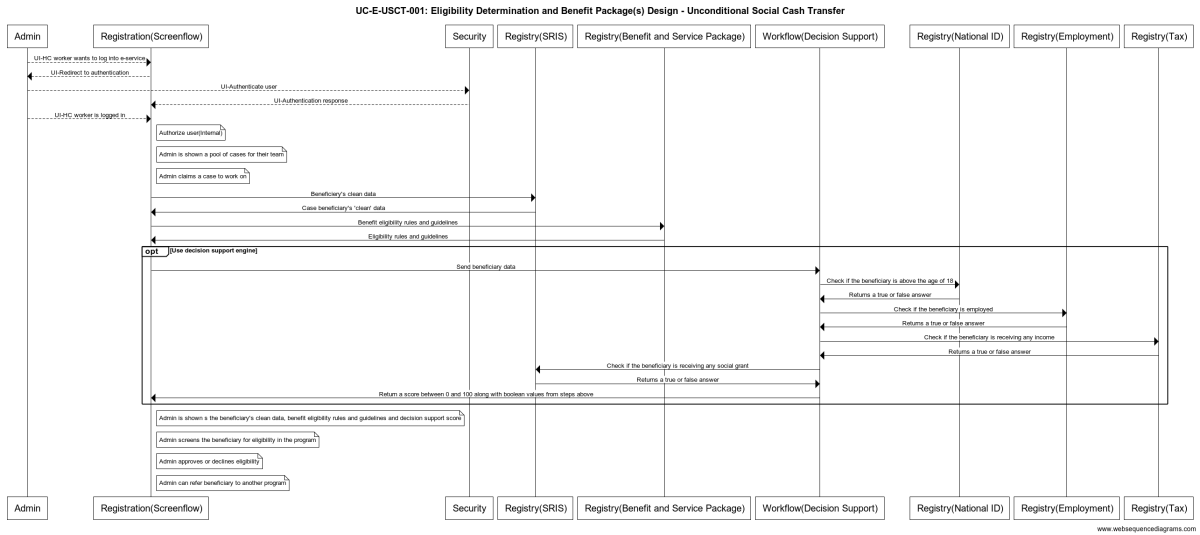 UC-E-USCT-001: Eligibility Determination and Benefit Package(s) Design - Unconditional Social Cash Transfer
Admin
Registration(Screenflow)
Security
Registry(SRIS)
Registry(Benefit and Service Package)
Workflow(Decision Support)
Registry(National ID)
Registry(Employment)
Registry(Tax)
UI-HC worker wants to log into e-service
UI-Redirect to authentication
UI-Authenticate user
UI-Authentication response
UI-HC worker is logged in
Authorize user(Internal)
Admin is shown a pool of cases for their team
Admin claims a case to work on
Beneficiery's clean data
Case beneficiary's 'clean' data
Benefit eligibility rules and guidelines
Eligibility rules and guidelines
opt
[Use decision support engine]
Send beneficiary data
Check if the beneficiary is above the age of 18
Returns a true or false answer
Check if the beneficiary is employed
Returns a true or false answer
Check if the beneficiary is receiving any income
Returns a true or false answer
Check if the beneficiary is receiving any social grant
Returns a true or false answer
Return a score between 0 and 100 along with boolean values from steps above
Admin is shown s the beneficiary's clean data, benefit eligibility rules and guidelines and decision support score
Admin screens the beneficiary for eligibility in the program
Admin approves or declines eligibility
Admin can refer beneficiary to another program
Admin
Registration(Screenflow)
Security
Registry(SRIS)
Registry(Benefit and Service Package)
Workflow(Decision Support)
Registry(National ID)
Registry(Employment)
Registry(Tax)
www.websequencediagrams.com